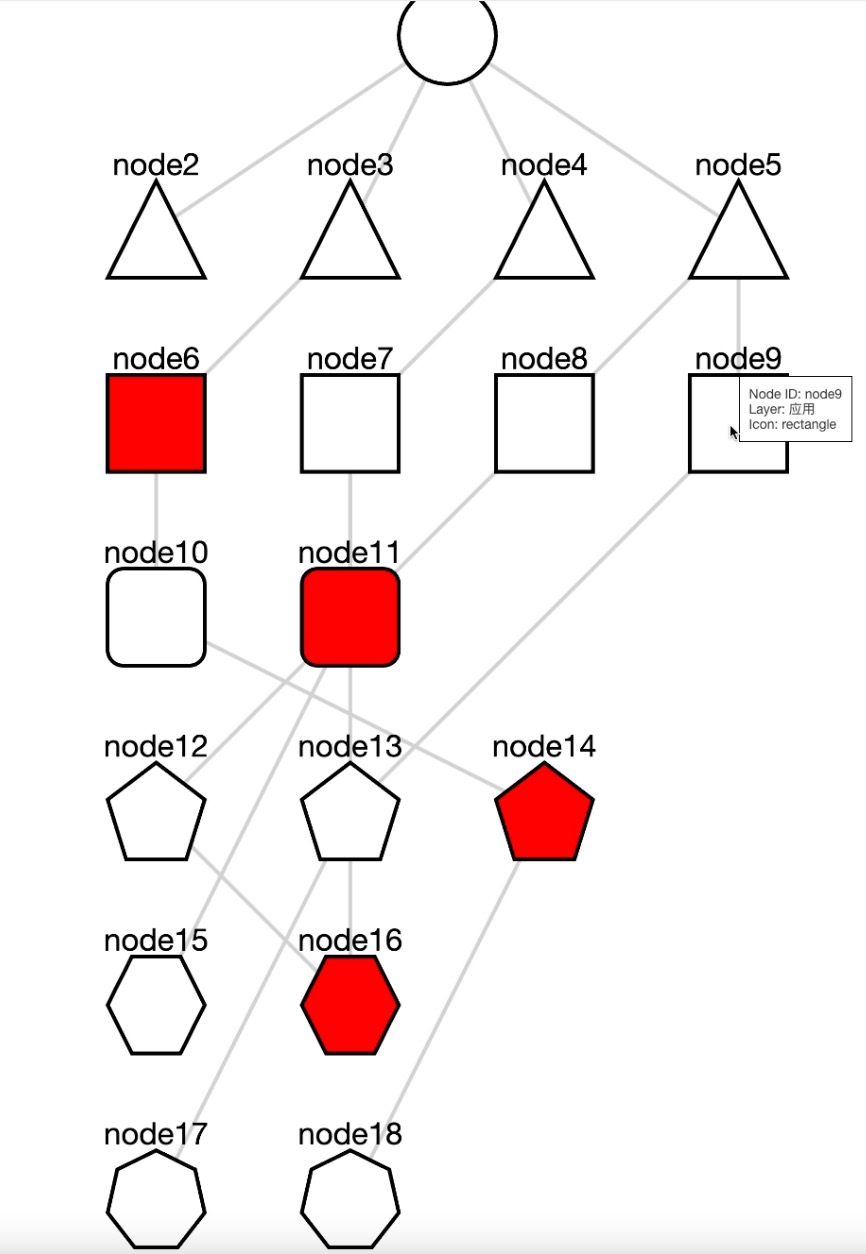 node2 node3 node4 node5
node6 node7 node8 node9
Node ID: node9
Layer: 应用
Icon: rectangle
node10 node11
node12 node13 node14
node15 node16
node17 node18